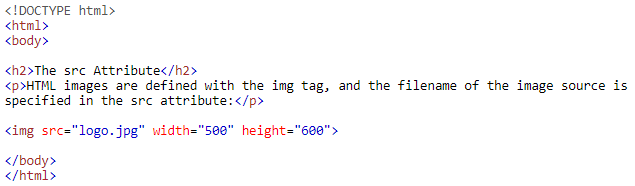 <!DOCTYPE html>
<html>
<body>
<h2>The src Attribute</h2>
<p>HTML images are defined with the img tag, and the filename of the image source is
specified in the src attribute:</p>
<img src="logo.jpg" width="500" height="600">
</body>
</html>